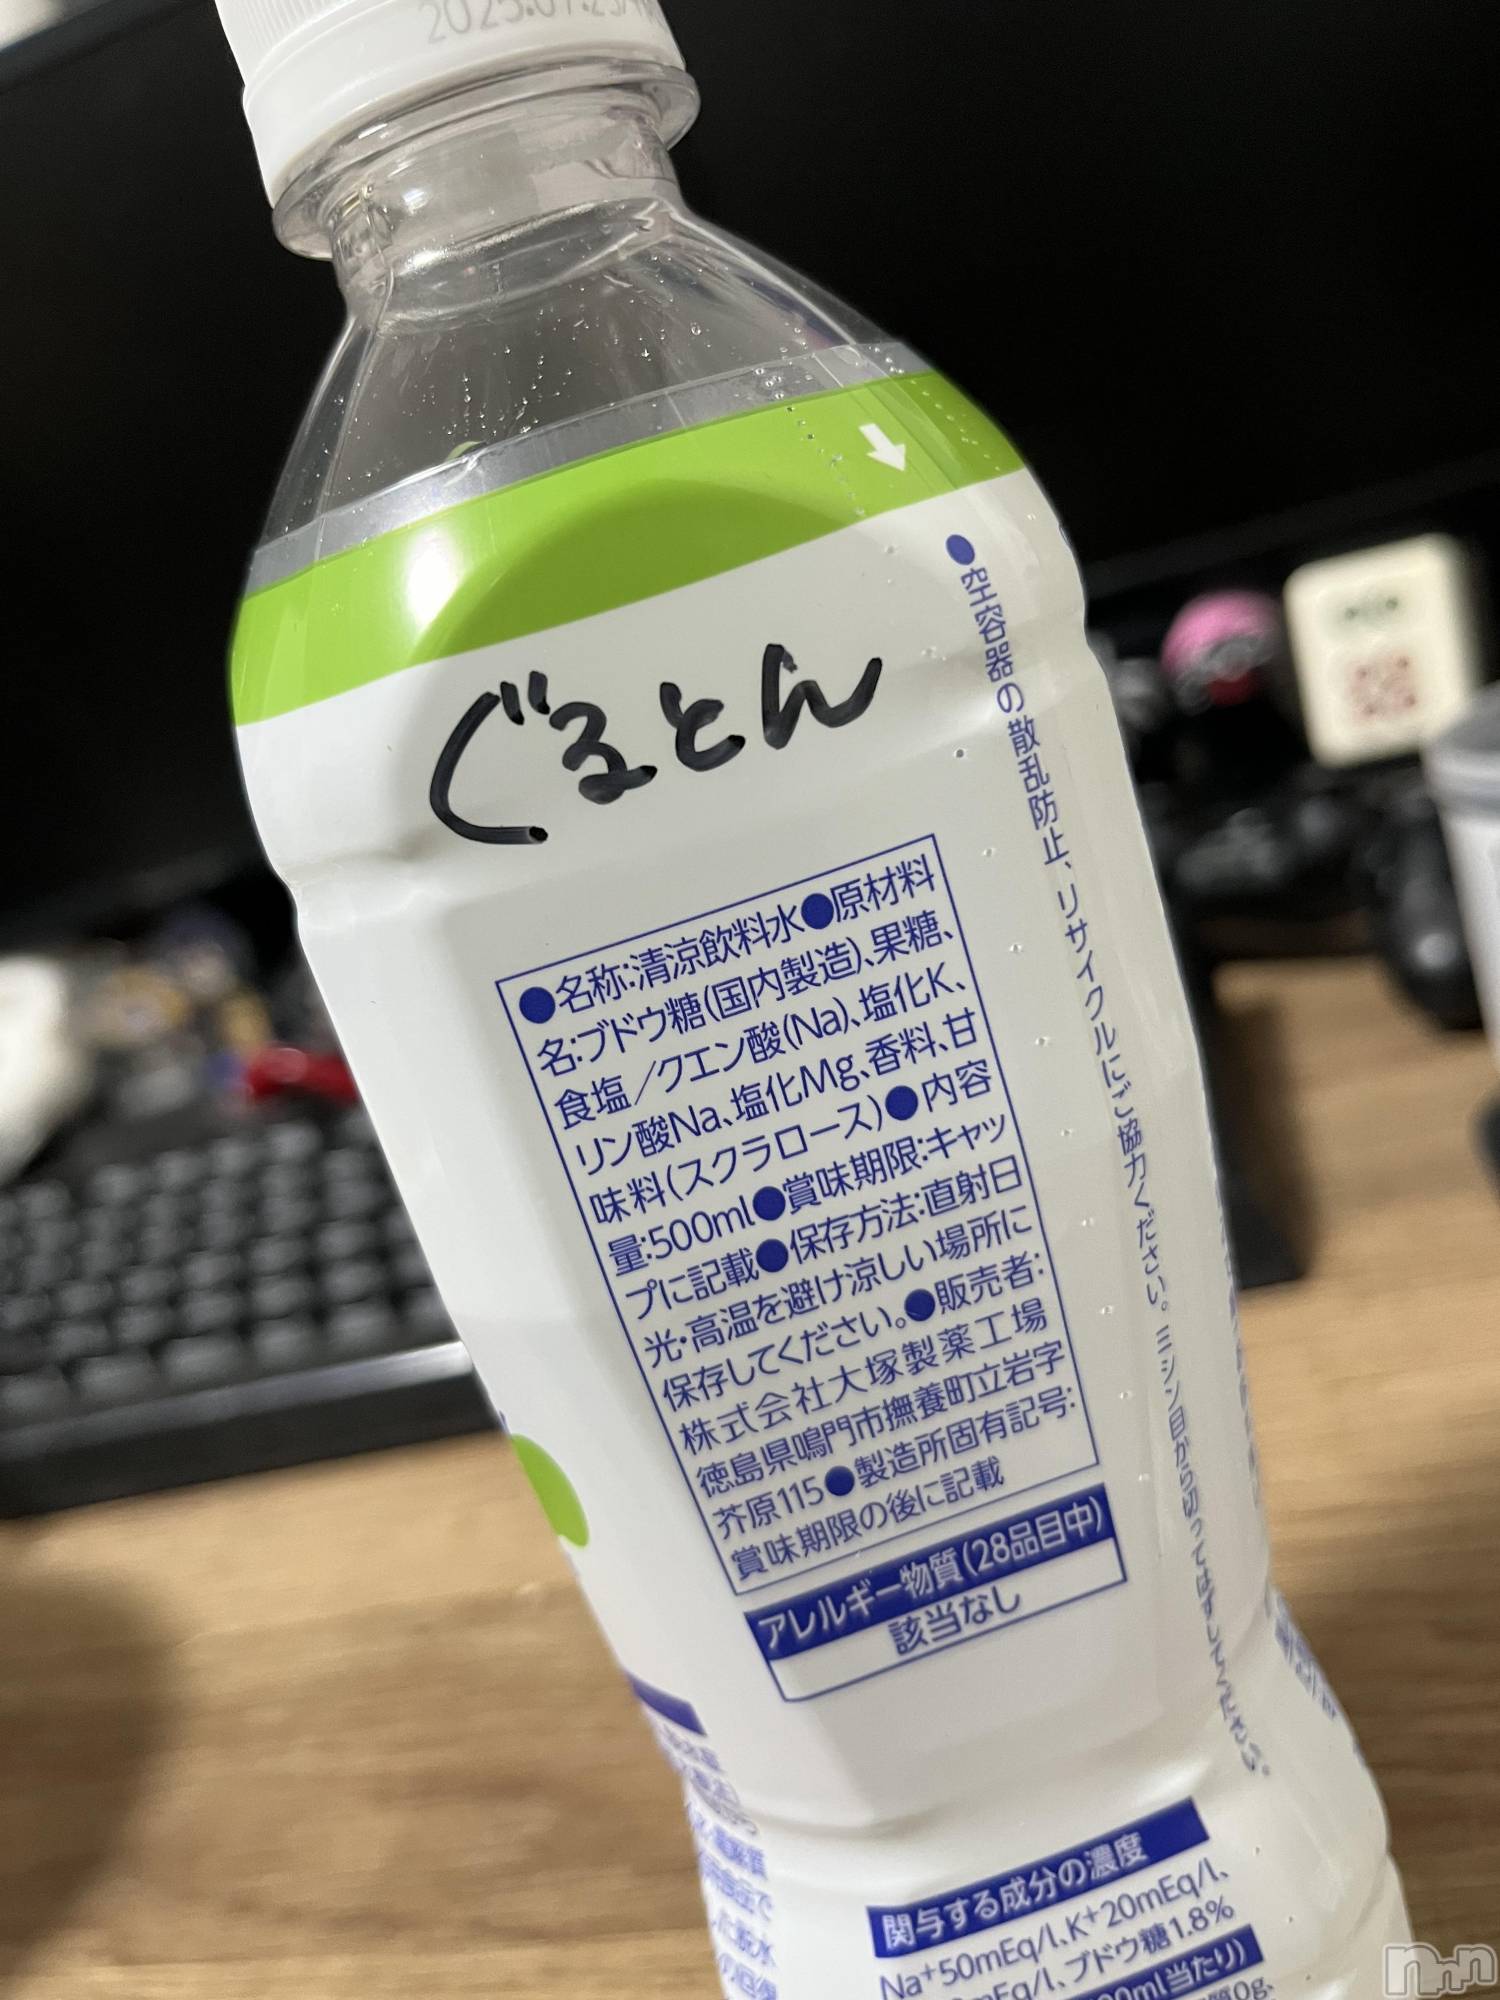 ぐるとん
●名称:清涼飲料水●原材料
名:ブドウ糖(国内製造)、果糖、
食塩/クエン酸(Na)、塩化K、
リン酸Na、塩化Mg、香料、甘
味料(スクラロース)●内容
量:500ml●賞味期限:キャッ
プに記載●保存方法:直射日
光・高温を避け涼しい場所に
保存してください。●販売者:
株式会社大塚製薬工場
徳島県鳴門市撫養町立岩字
芥原115●製造所固有記号:
賞味期限の後に記載
アレルギー物質(28品目中)
該当なし
●空容器の散乱防止、リサイクルにご協力ください。ミシン目から切ってはずしてください。
関与する成分の濃度
Na⁺50mEq/l、K⁺20mEq/l、
mEq/l、ブドウ糖1.8%
00ml当たり)
質0g、